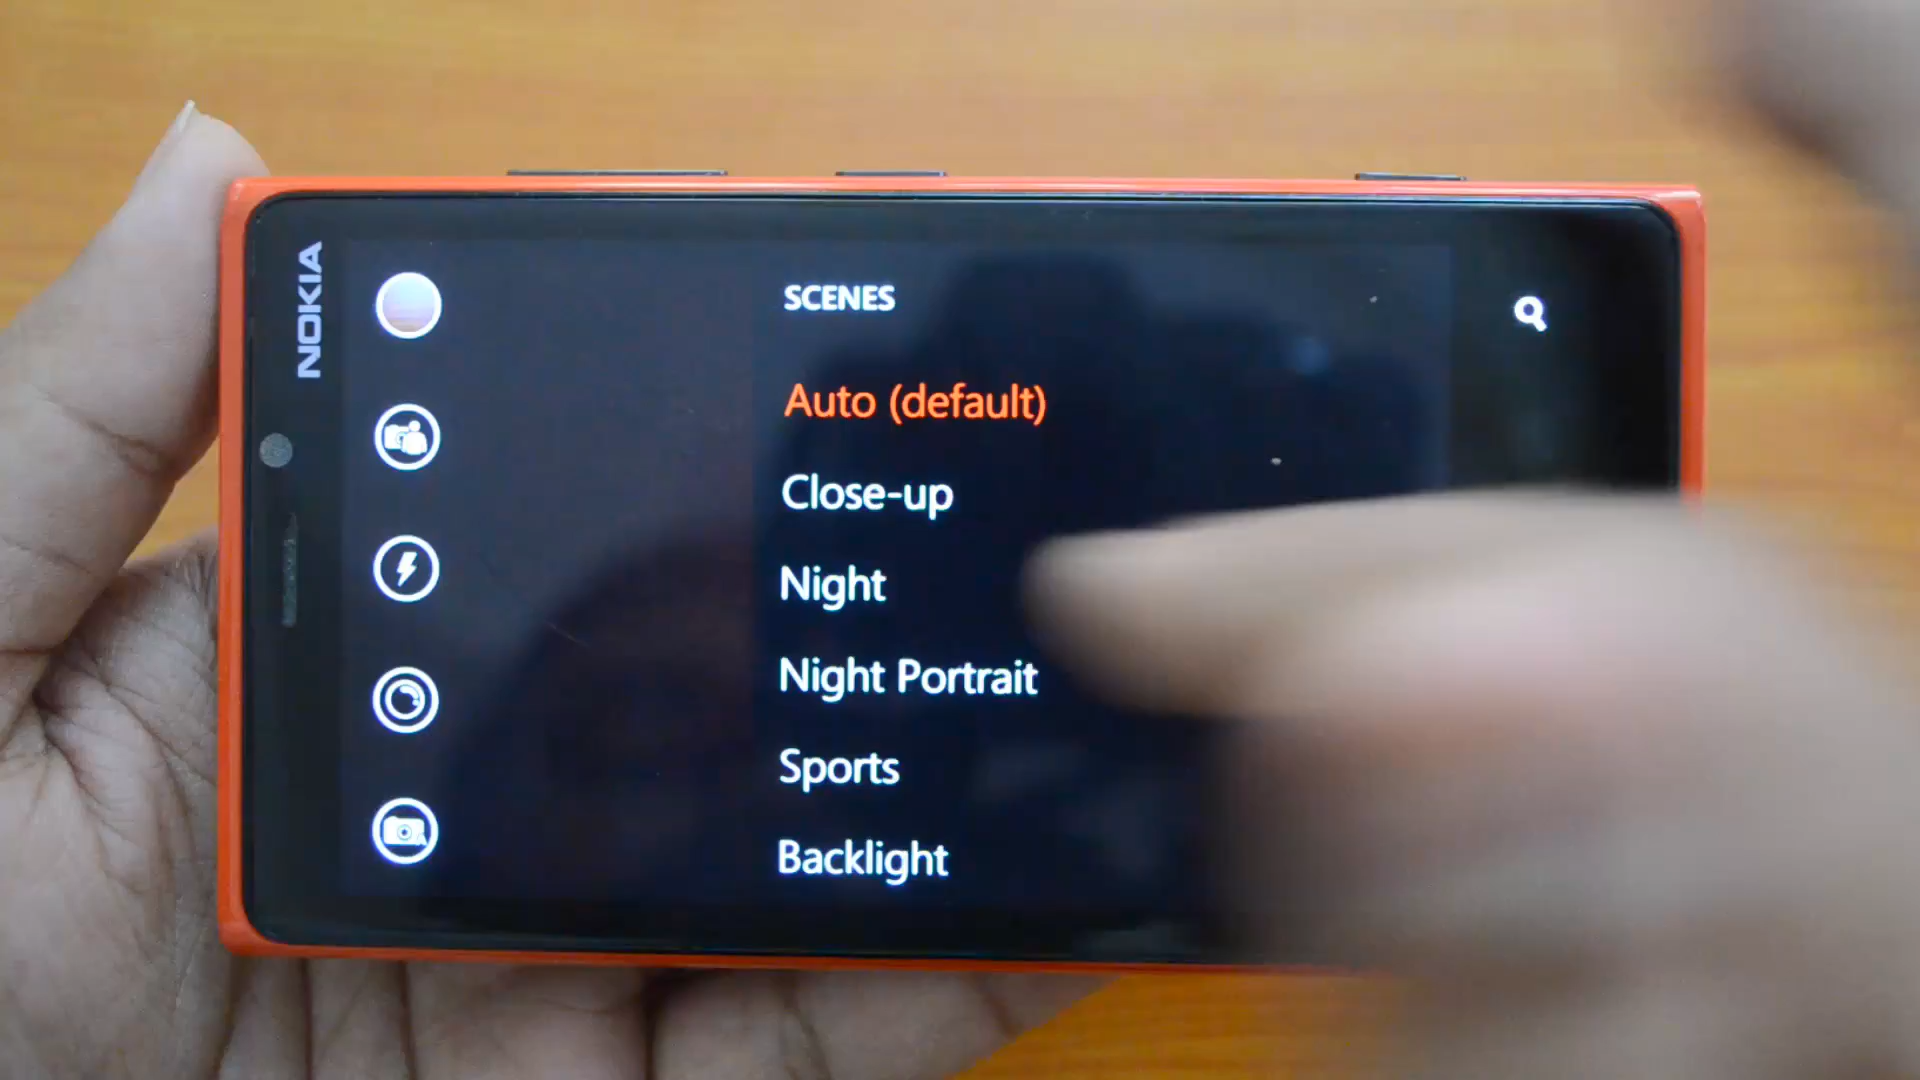 NOKIA
SCENES
Auto (default)
Close-up
Night
Night Portrait
Sports
Backlight